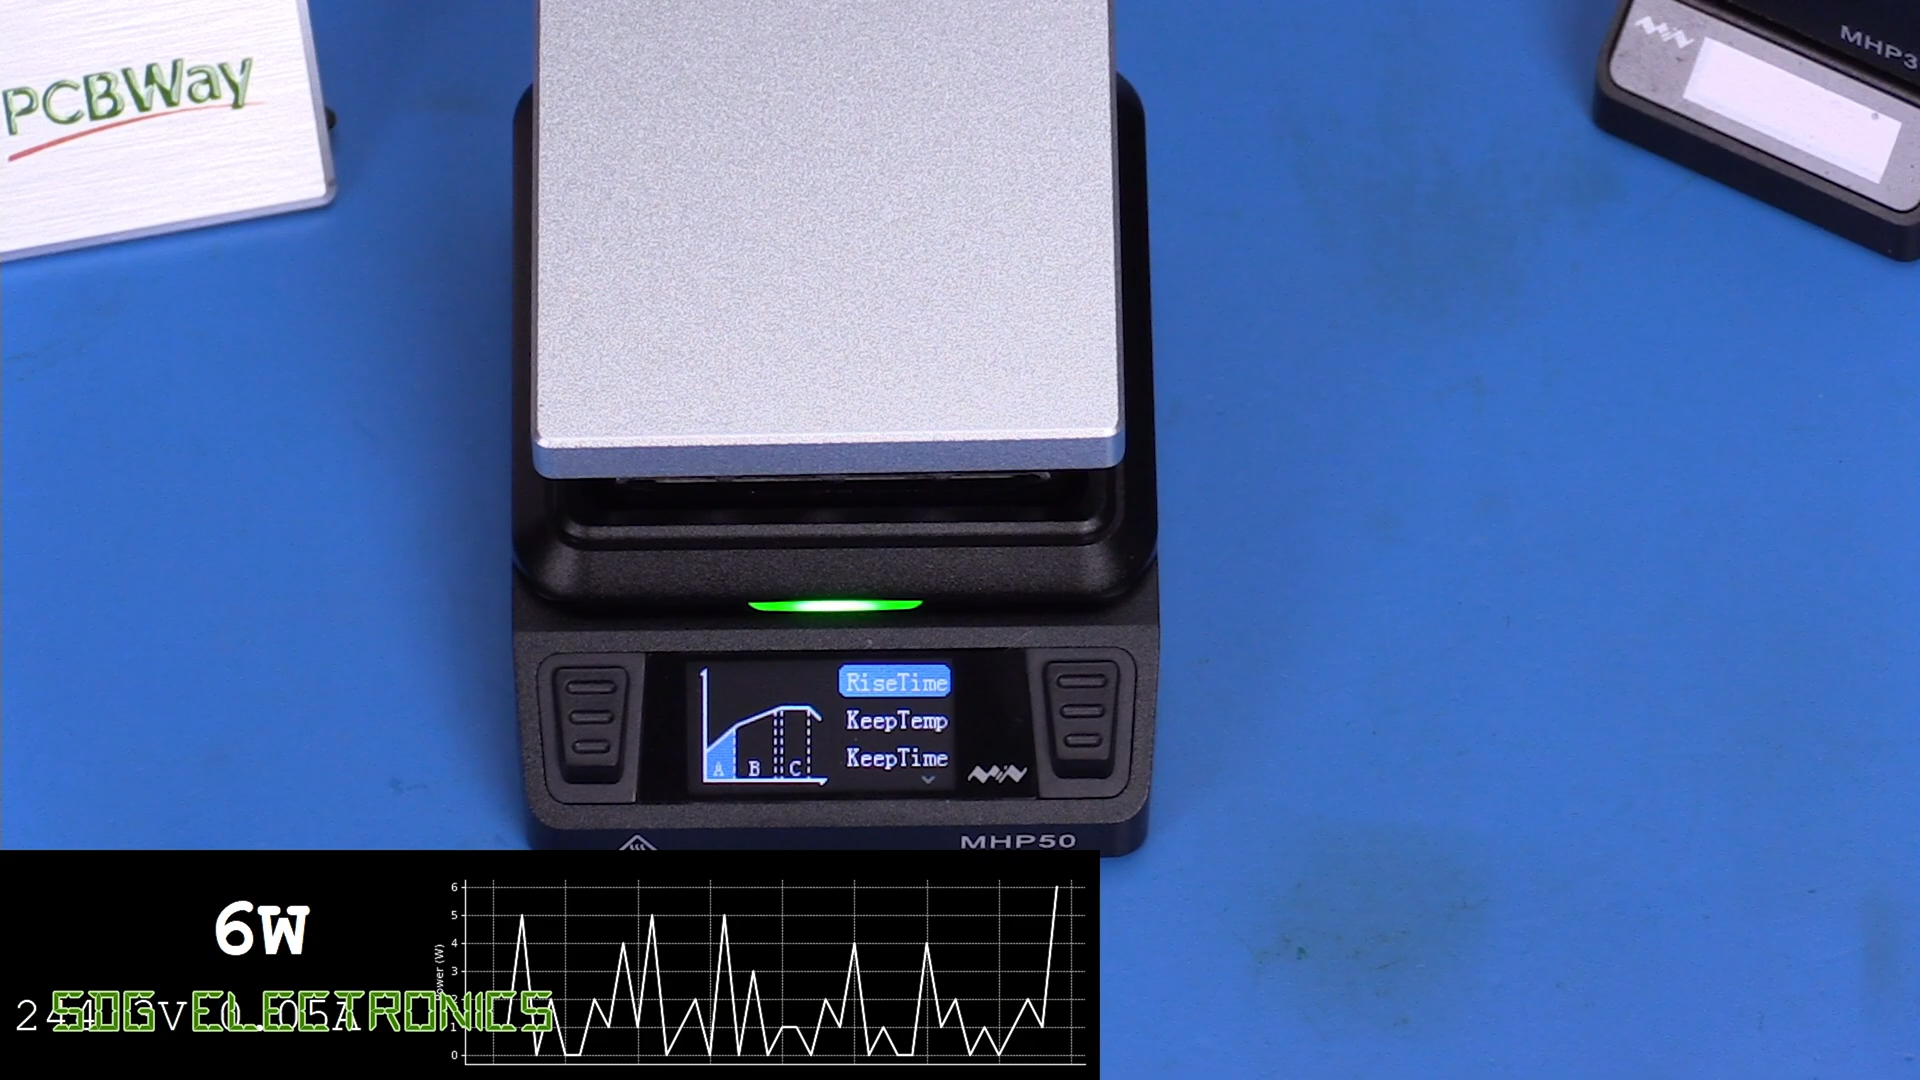 PCBWay
MHP3
RiseTime
KeepTemp
KeepTime
A B C
MHP50
6W
SDG ELECTRONICS
6
5
4
3
1
0